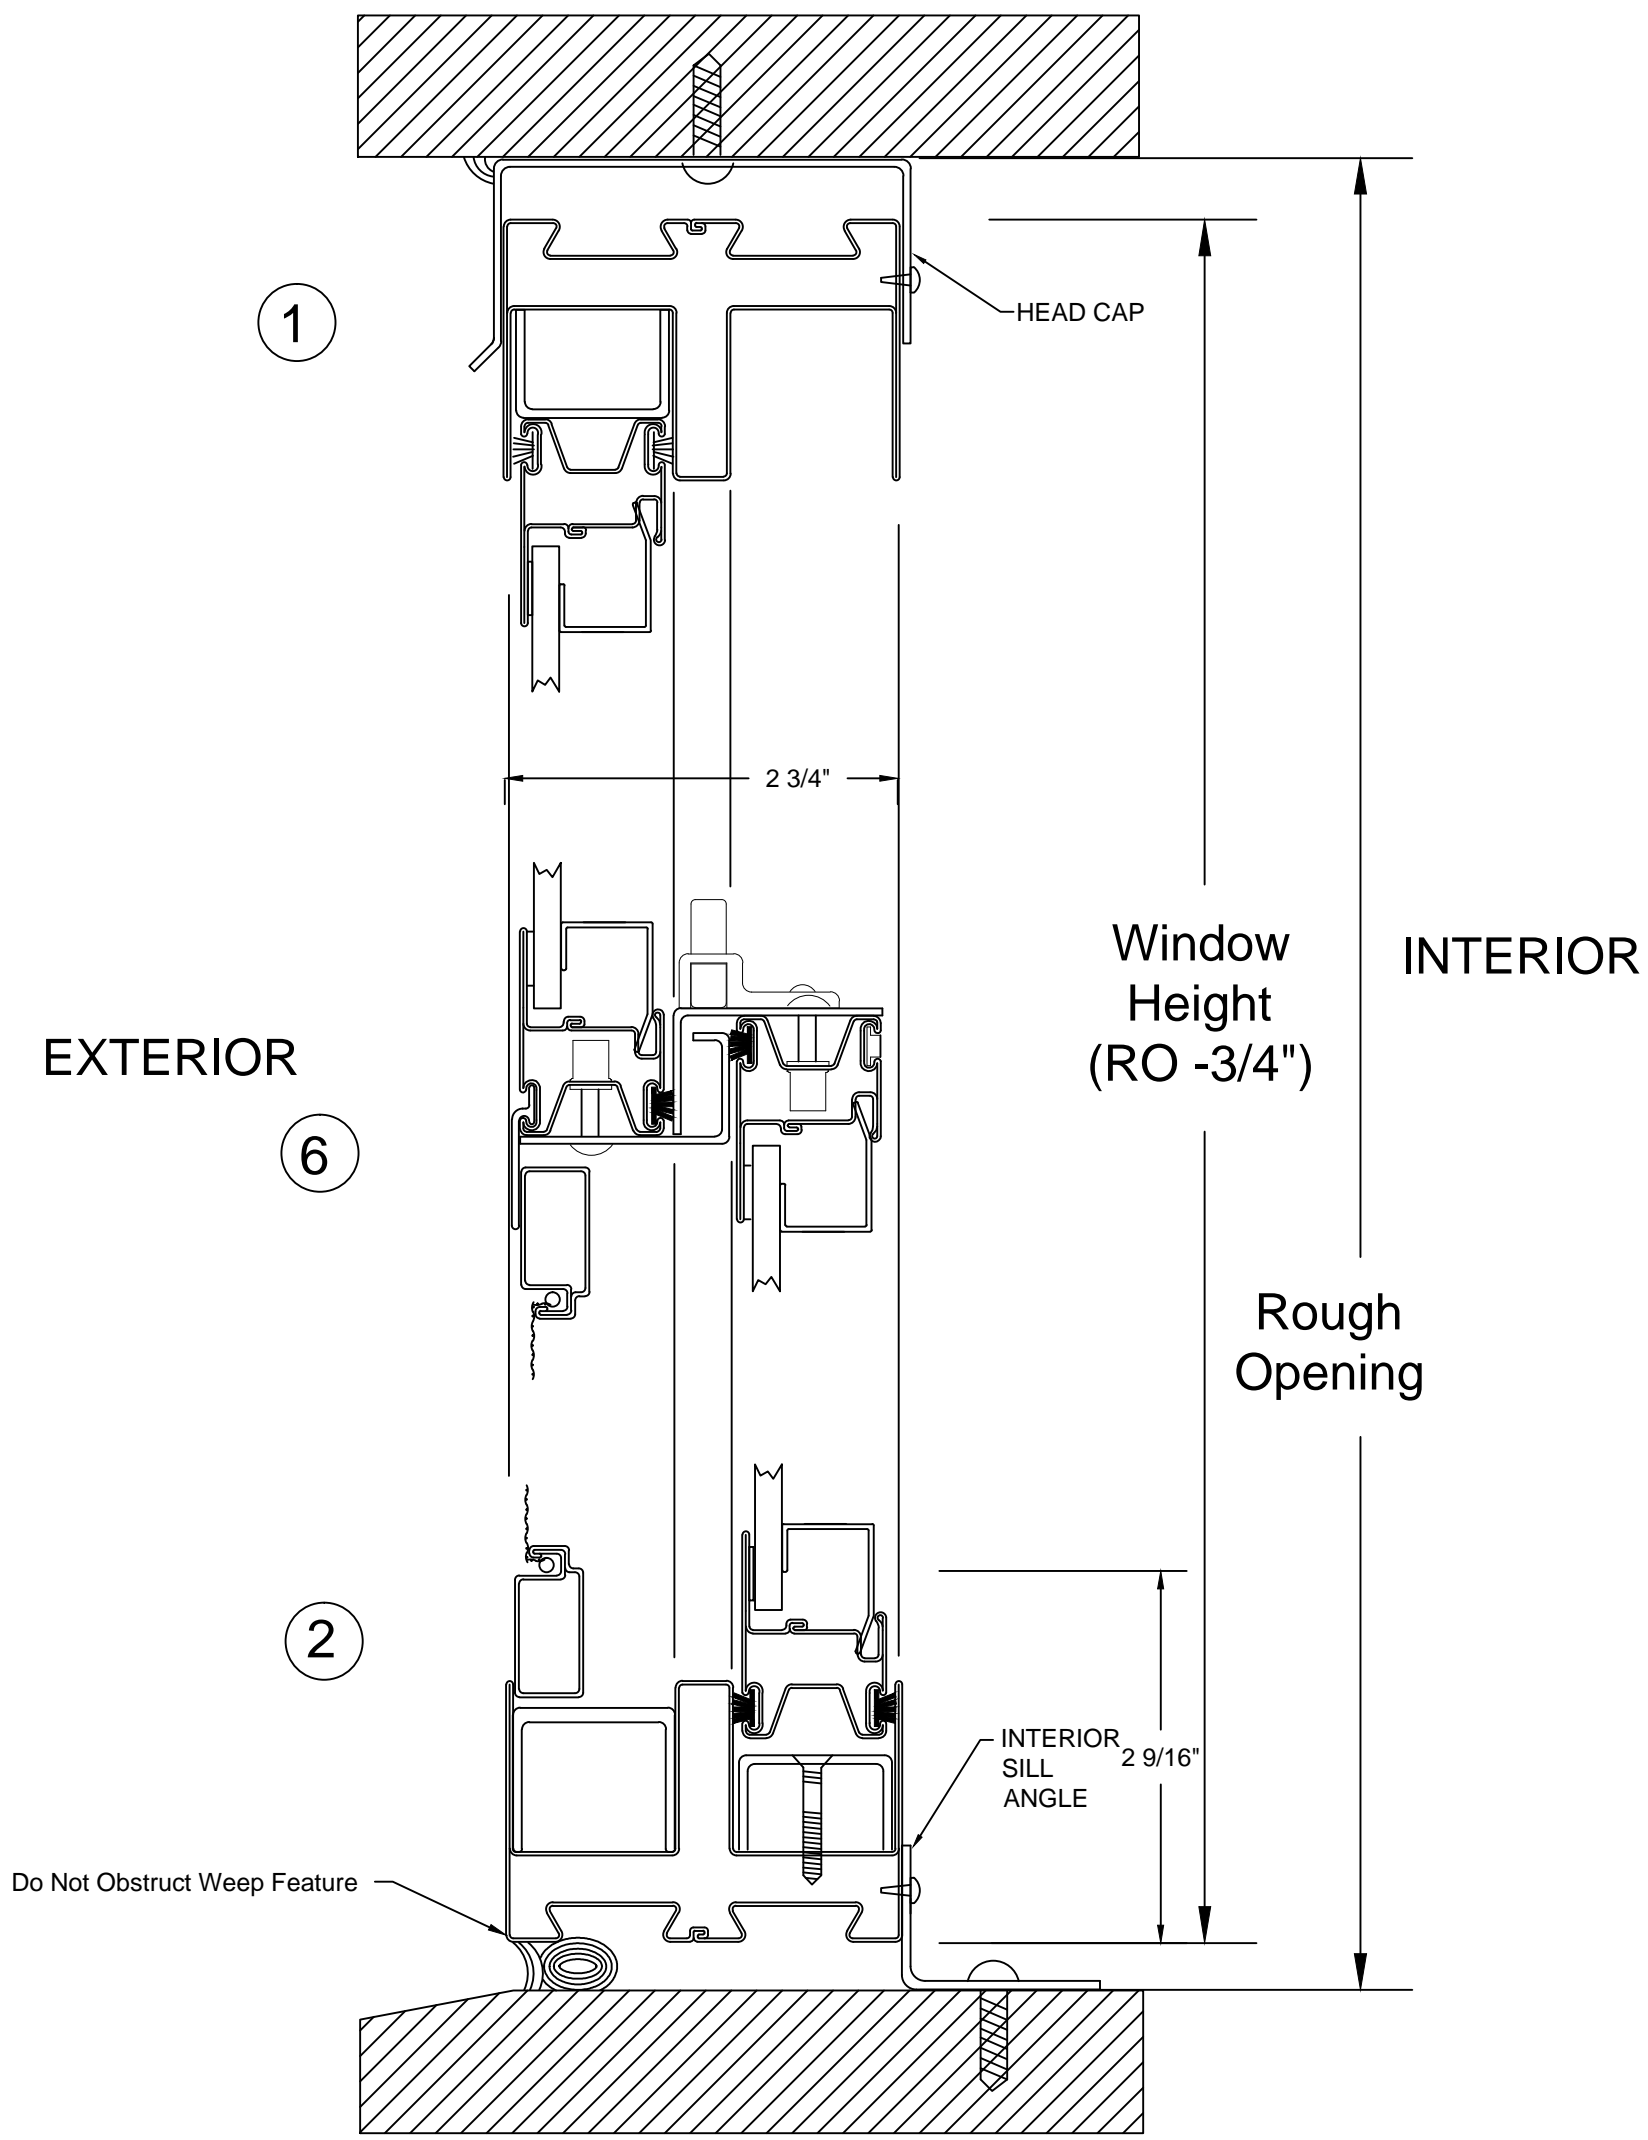 1
HEAD CAP
2 3/4"
Window
Height
(RO -3/4")
INTERIOR
EXTERIOR
6
Rough
Opening
2
INTERIOR
SILL
ANGLE
2 9/16"
Do Not Obstruct Weep Feature